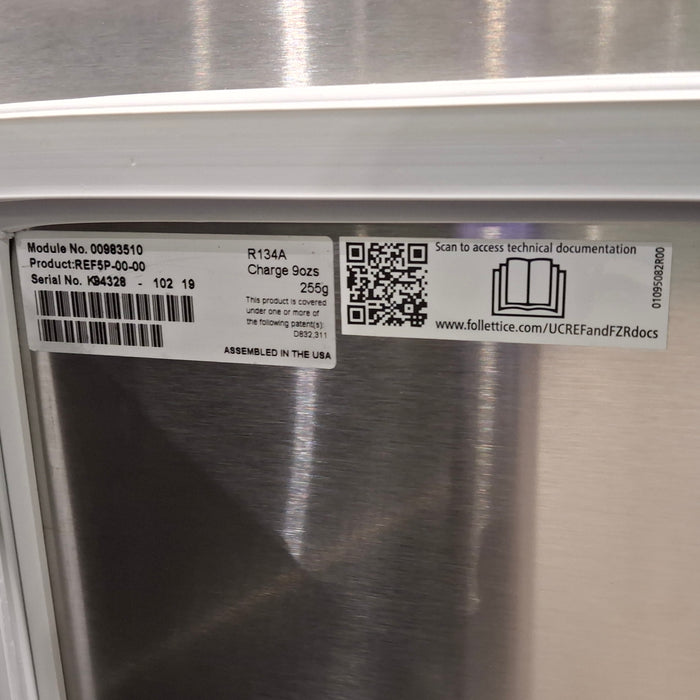 Module No. 00983510
Product:REF5P-00-00
Serial No. K94328 - 102 19
R134A
Charge 9ozs
255g
This product is covered
under one or more of
the following patent(s):
D832,311
ASSEMBLED IN THE USA
Scan to access technical documentation
www.follettice.com/UCREFandFZRdocs
01095082R00